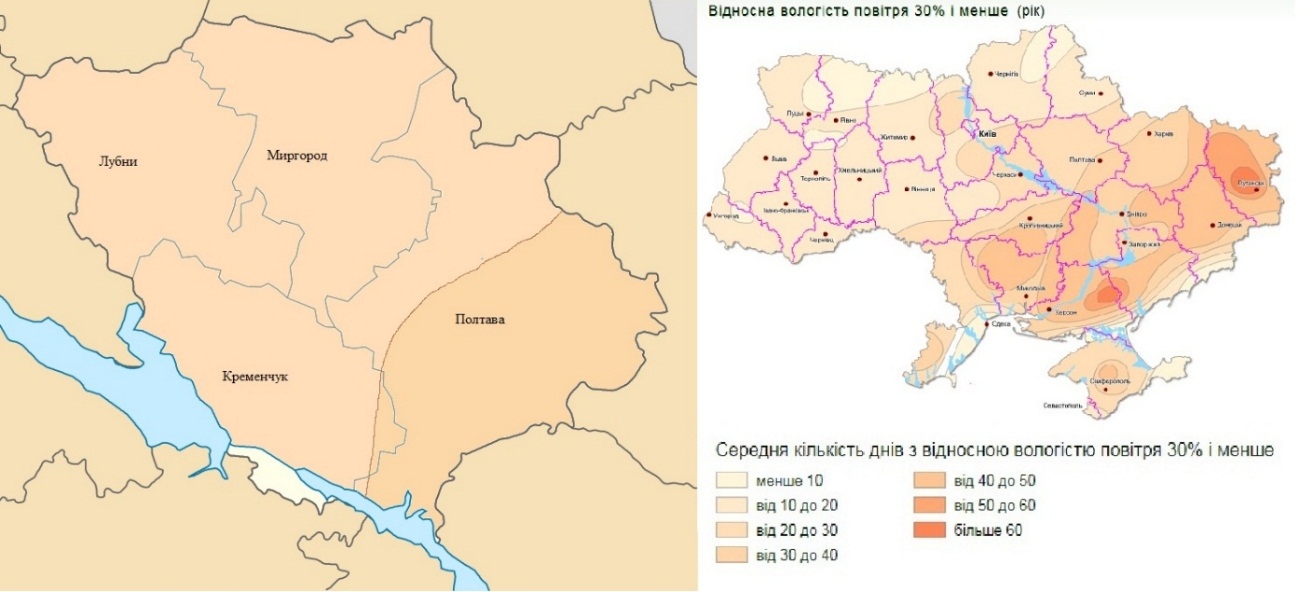 Лубни
Миргород
Полтава
Кременчук
Відносна вологість повітря 30% і менше (рік)
Чернігів
Суми
Луцьк
Рівне
Житомир
Київ
Харків
Львів
Тернопіль
Хмельницький
Вінниця
Черкаси
Полтава
Луганськ
Ужгород
Івано-Франківськ
Чернівці
Кропивницький
Дніпро
Донецьк
Запоріжжя
Миколаїв
Херсон
Одеса
Сімферополь
Севастополь
Середня кількість днів з відносною вологістю повітря 30% і менше
менше 10
від 10 до 20
від 20 до 30
від 30 до 40
від 40 до 50
від 50 до 60
більше 60